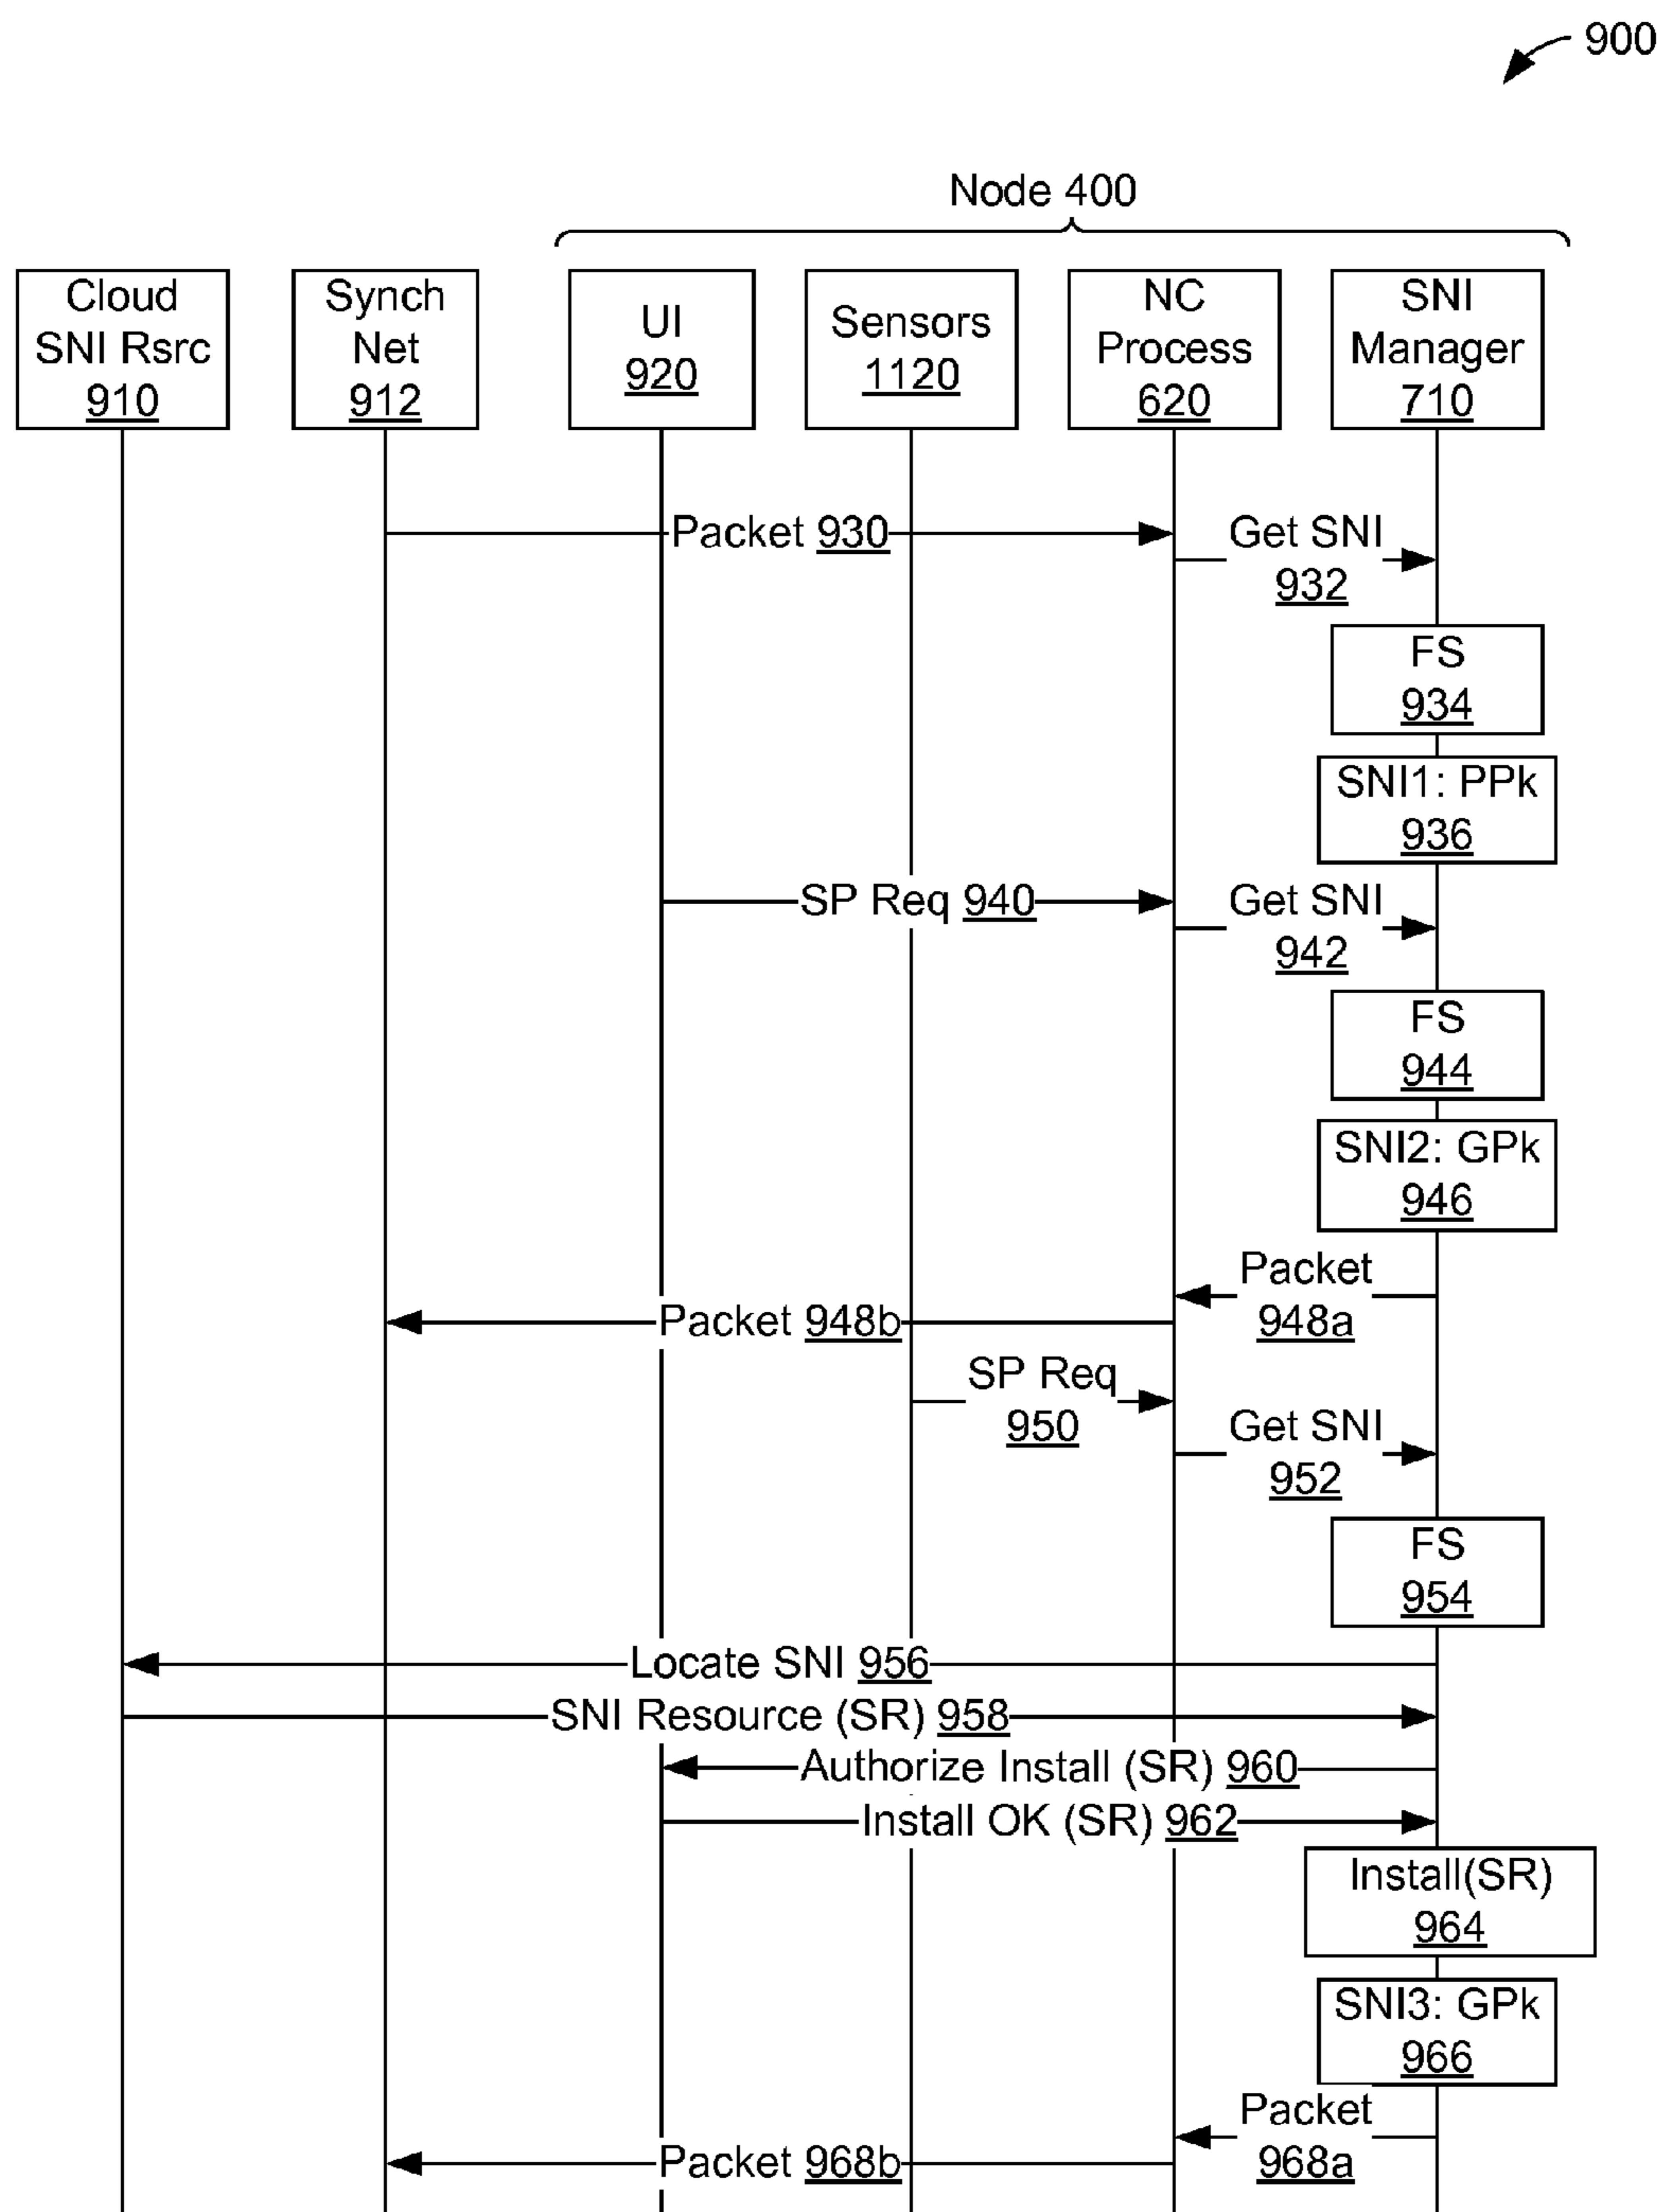 900
Node 400
Cloud
SNI Rsrc
910
Synch
Net
912
UI
920
Sensors
1120
NC
Process
620
SNI
Manager
710
Packet 930
Get SNI
932
FS
934
SNI1: PPk
936
SP Req 940
Get SNI
942
FS
944
SNI2: GPk
946
Packet
948a
Packet 948b
SP Req
950
Get SNI
952
FS
954
Locate SNI 956
SNI Resource (SR) 958
Authorize Install (SR) 960
Install OK (SR) 962
Install(SR)
964
SNI3: GPk
966
Packet
968a
Packet 968b